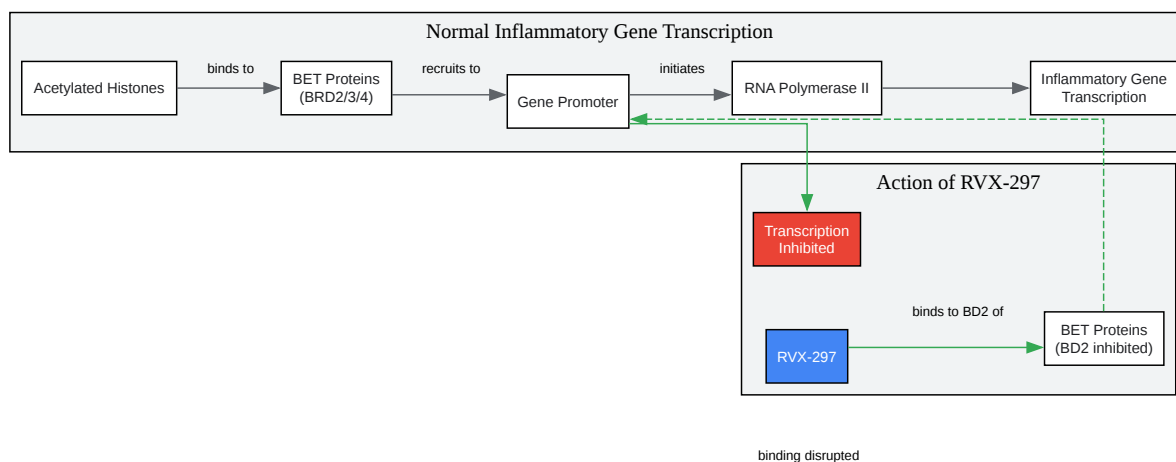 Normal Inflammatory Gene Transcription
Acetylated Histones
binds to
BET Proteins
(BRD2/3/4)
recruits to
Gene Promoter
initiates
RNA Polymerase II
Inflammatory Gene
Transcription
Action of RVX-297
Transcription
Inhibited
RVX-297
binds to BD2 of
BET Proteins
(BD2 inhibited)
binding disrupted